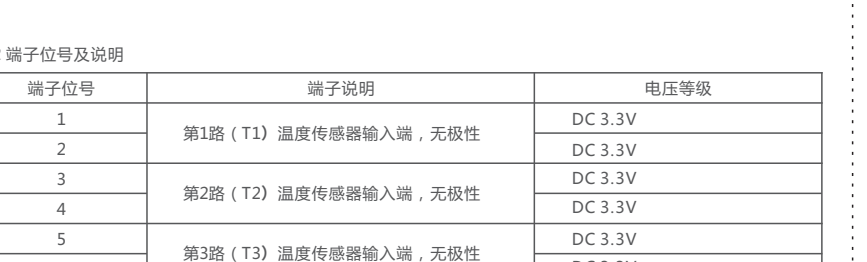 端子位号及说明
端子位号 端子说明 电压等级
1 第1路（T1）温度传感器输入端，无极性 DC 3.3V
2 DC 3.3V
3 第2路（T2）温度传感器输入端，无极性 DC 3.3V
4 DC 3.3V
5 第3路（T3）温度传感器输入端，无极性 DC 3.3V